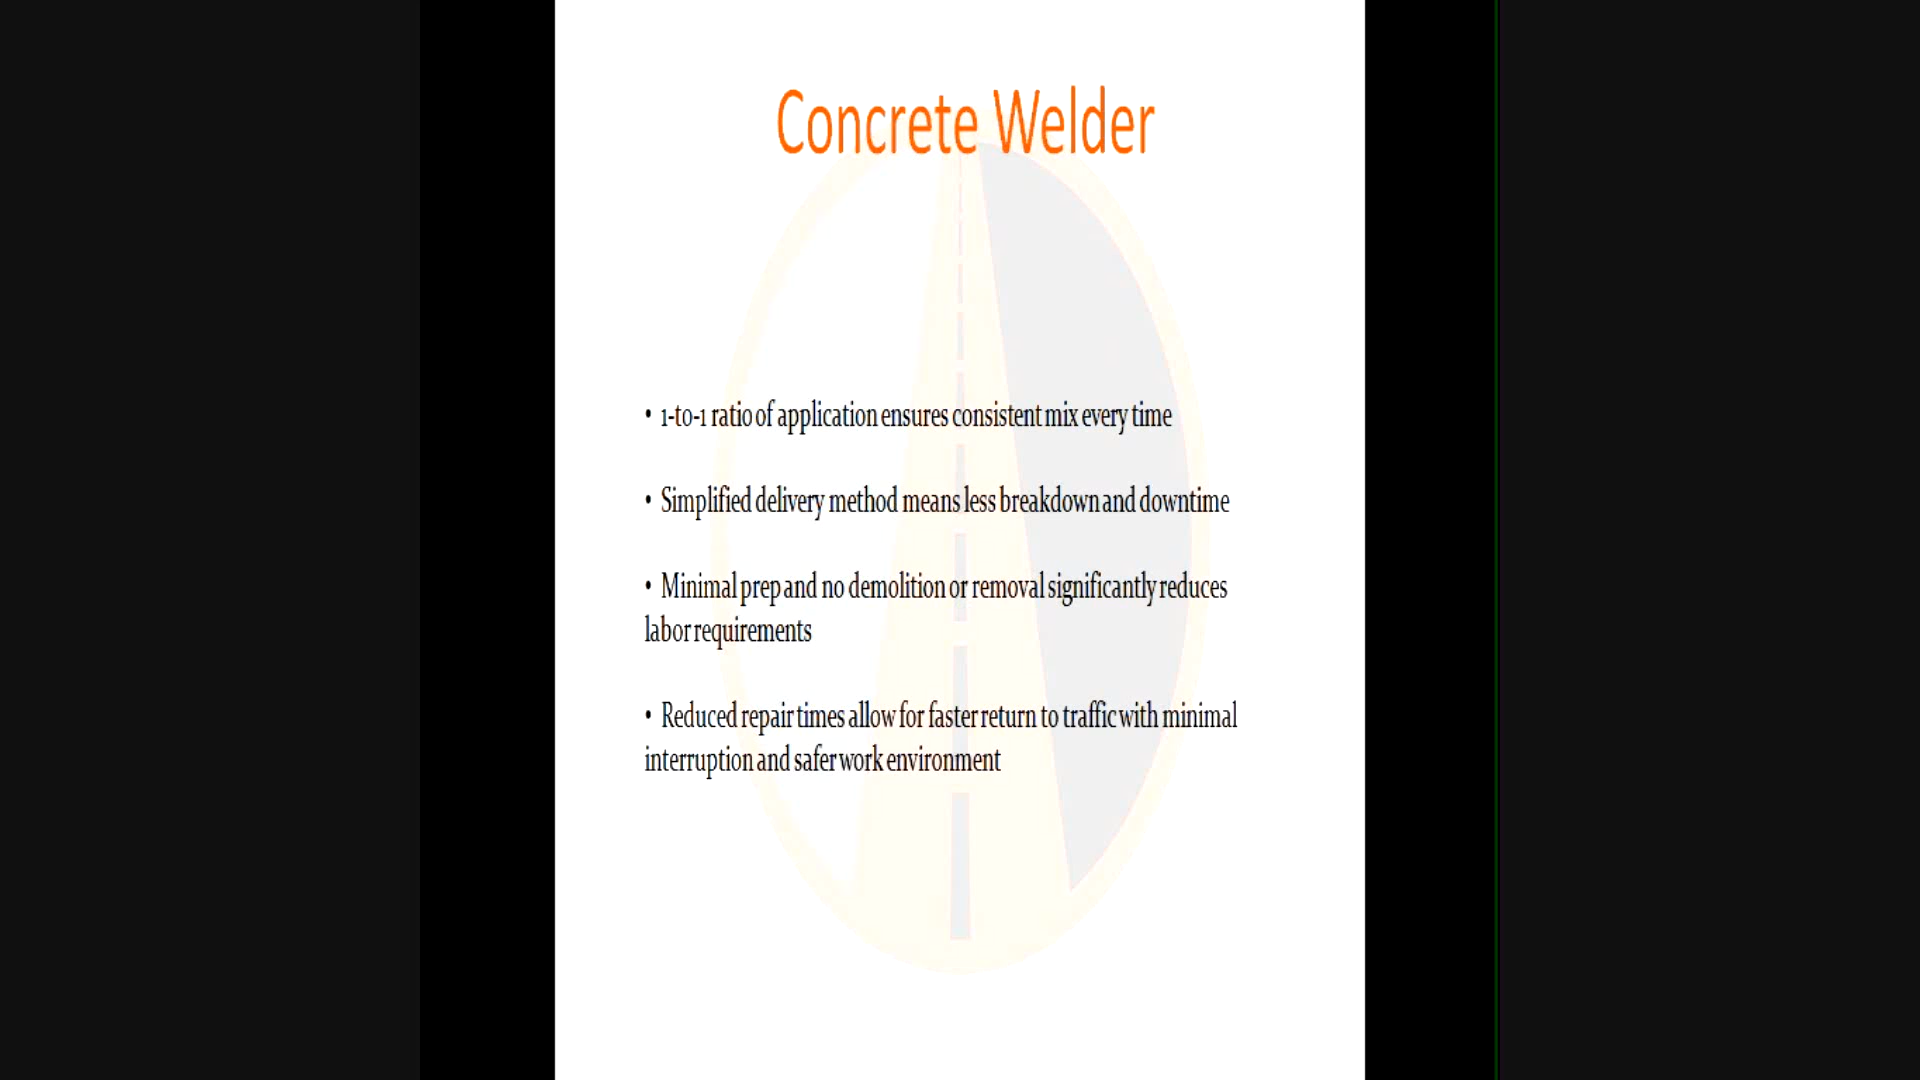 Concrete Welder
• 1-to-1 ratio of application ensures consistent mix every time
• Simplified delivery method means less breakdown and downtime
• Minimal prep and no demolition or removal significantly reduces
labor requirements
• Reduced repair times allow for faster return to traffic with minimal
interruption and safer work environment